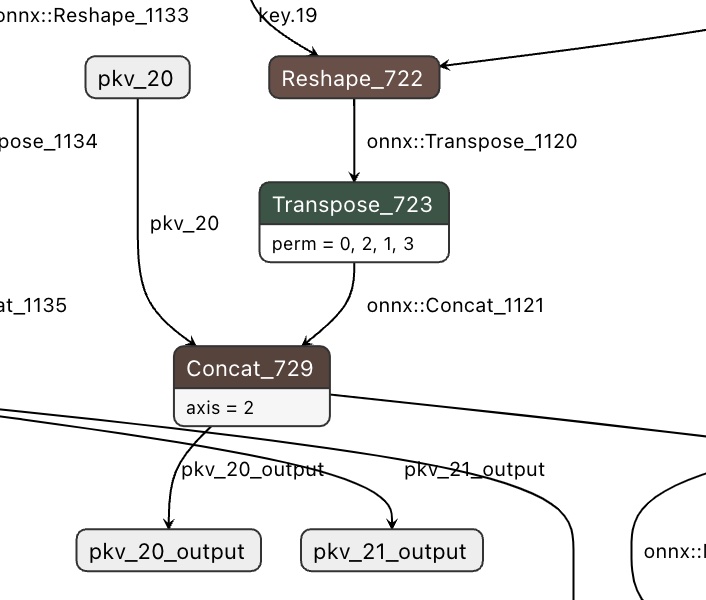 onnx::Reshape_1133
key.19
pkv_20
Reshape_722
pose_1134
onnx::Transpose_1120
Transpose_723
pkv_20
perm = 0, 2, 1, 3
at_1135
onnx::Concat_1121
Concat_729
axis = 2
pkv_20_output
pkv_21_output
pkv_20_output
pkv_21_output
onnx::